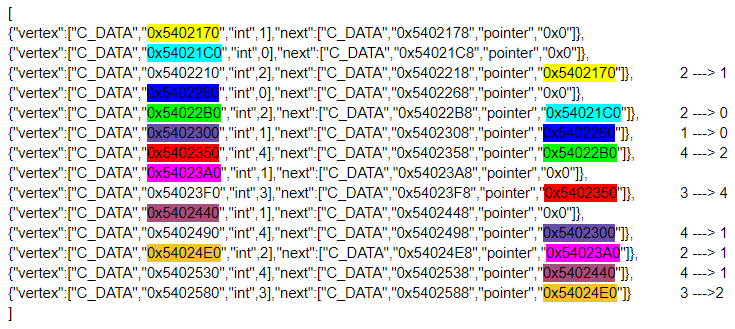 [
{"vertex":["C_DATA","0x5402170","int",1],"next":["C_DATA","0x5402178","pointer","0x0"]},
{"vertex":["C_DATA","0x54021C0","int",0],"next":["C_DATA","0x54021C8","pointer","0x0"]},
{"vertex":["C_DATA","0x5402210","int",2],"next":["C_DATA","0x5402218","pointer","0x5402170"]}, 2 ---> 1
{"vertex":["C_DATA","0x5402260","int",0],"next":["C_DATA","0x5402268","pointer","0x0"]},
{"vertex":["C_DATA","0x54022B0","int",2],"next":["C_DATA","0x54022B8","pointer","0x54021C0"]}, 2 ---> 0
{"vertex":["C_DATA","0x5402300","int",1],"next":["C_DATA","0x5402308","pointer","0x5402260"]}, 1 ---> 0
{"vertex":["C_DATA","0x5402350","int",4],"next":["C_DATA","0x5402358","pointer","0x54022B0"]}, 4 ---> 2
{"vertex":["C_DATA","0x54023A0","int",1],"next":["C_DATA","0x54023A8","pointer","0x0"]},
{"vertex":["C_DATA","0x54023F0","int",3],"next":["C_DATA","0x54023F8","pointer","0x5402350"]}, 3 ---> 4
{"vertex":["C_DATA","0x5402440","int",1],"next":["C_DATA","0x5402448","pointer","0x0"]},
{"vertex":["C_DATA","0x5402490","int",4],"next":["C_DATA","0x5402498","pointer","0x5402300"]}, 4 ---> 1
{"vertex":["C_DATA","0x54024E0","int",2],"next":["C_DATA","0x54024E8","pointer","0x54023A0"]}, 2 ---> 1
{"vertex":["C_DATA","0x5402530","int",4],"next":["C_DATA","0x5402538","pointer","0x5402440"]}, 4 ---> 1
{"vertex":["C_DATA","0x5402580","int",3],"next":["C_DATA","0x5402588","pointer","0x54024E0"]} 3 --->2
]